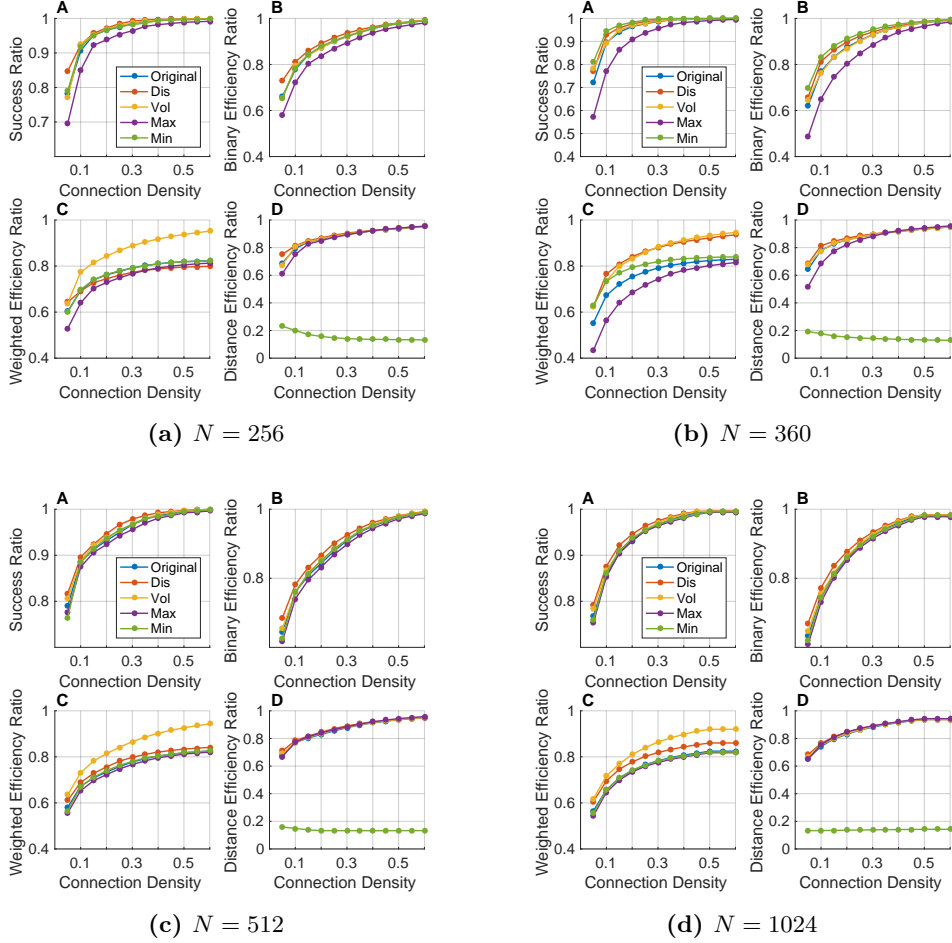 A
B
Success Ratio
1
0.9
0.8
0.7
Original
Dis
Vol
Max
Min
0.1 0.3 0.5
Connection Density
Binary Efficiency Ratio
1
0.8
0.6
0.4
0.1 0.3 0.5
Connection Density
C
D
Weighted Efficiency Ratio
1
0.8
0.6
0.4
0.1 0.3 0.5
Connection Density
Distance Efficiency Ratio
1
0.8
0.6
0.4
0.2
0
0.1 0.3 0.5
Connection Density
(a) N = 256
A
B
Success Ratio
1
0.9
0.8
0.7
0.6
0.5
0.4
Original
Dis
Vol
Max
Min
0.1 0.3 0.5
Connection Density
Binary Efficiency Ratio
1
0.8
0.6
0.4
0.1 0.3 0.5
Connection Density
C
D
Weighted Efficiency Ratio
1
0.8
0.6
0.4
0.1 0.3 0.5
Connection Density
Distance Efficiency Ratio
1
0.8
0.6
0.4
0.2
0
0.1 0.3 0.5
Connection Density
(b) N = 360
A
B
Success Ratio
1
0.9
0.8
Original
Dis
Vol
Max
Min
0.1 0.3 0.5
Connection Density
Binary Efficiency Ratio
1
0.8
0.1 0.3 0.5
Connection Density
C
D
Weighted Efficiency Ratio
1
0.8
0.6
0.4
0.1 0.3 0.5
Connection Density
Distance Efficiency Ratio
1
0.8
0.6
0.4
0.2
0
0.1 0.3 0.5
Connection Density
(c) N = 512
A
B
Success Ratio
1
0.9
0.8
Original
Dis
Vol
Max
Min
0.1 0.3 0.5
Connection Density
Binary Efficiency Ratio
1
0.8
0.1 0.3 0.5
Connection Density
C
D
Weighted Efficiency Ratio
1
0.8
0.6
0.4
0.1 0.3 0.5
Connection Density
Distance Efficiency Ratio
1
0.8
0.6
0.4
0.2
0
0.1 0.3 0.5
Connection Density
(d) N = 1024